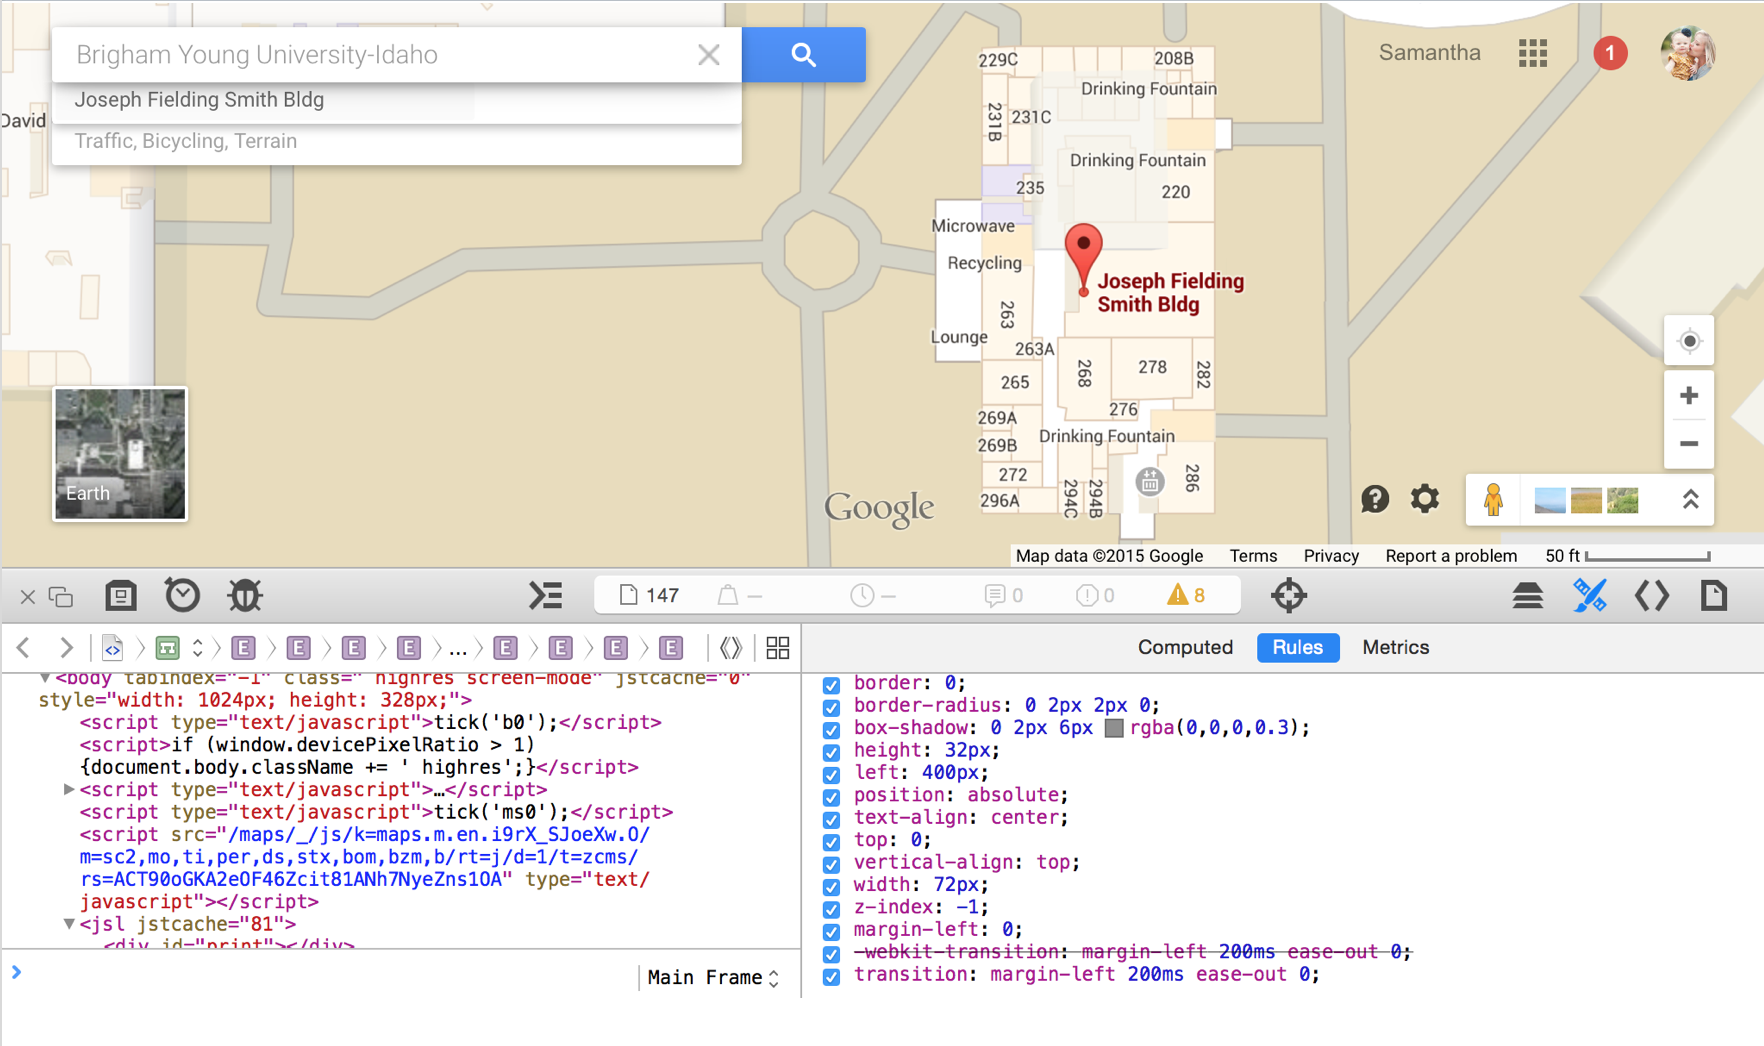 Brigham Young University-Idaho
Joseph Fielding Smith Bldg
Traffic, Bicycling, Terrain
David
Samantha
1
229C
208B
Drinking Fountain
231B
231C
Drinking Fountain
235
220
Microwave
Recycling
Joseph Fielding
Smith Bldg
263
Lounge
263A
265
268
278
282
276
269A
269B
Drinking Fountain
272
296A
294C
294B
286
Earth
Google
Map data ©2015 Google
Terms
Privacy
Report a problem
50 ft
147
—
—
0
0
8
E
E
E
E
...
E
E
E
E
Computed
Rules
Metrics
<body tabindex="-1" class=" highres screen-mode" jstcache="0"
style="width: 1024px; height: 328px;">
<script type="text/javascript">tick('b0');</script>
<script>if (window.devicePixelRatio > 1)
{document.body.className += ' highres';}</script>
<script type="text/javascript">…</script>
<script type="text/javascript">tick('ms0');</script>
<script src="/maps/_/js/k=maps.m.en.i9rX_SJoeXw.O/
m=sc2,mo,ti,per,ds,stx,bom,bzm,b/rt=j/d=1/t=zcms/
rs=ACT90oGKA2eOF46Zcit81ANh7NyeZns1OA" type="text/
javascript"></script>
<jsl jstcache="81">
<div id="print"></div>
Main Frame
border: 0;
border-radius: 0 2px 2px 0;
box-shadow: 0 2px 6px rgba(0,0,0,0.3);
height: 32px;
left: 400px;
position: absolute;
text-align: center;
top: 0;
vertical-align: top;
width: 72px;
z-index: -1;
margin-left: 0;
-webkit-transition: margin-left 200ms ease-out 0;
transition: margin-left 200ms ease-out 0;